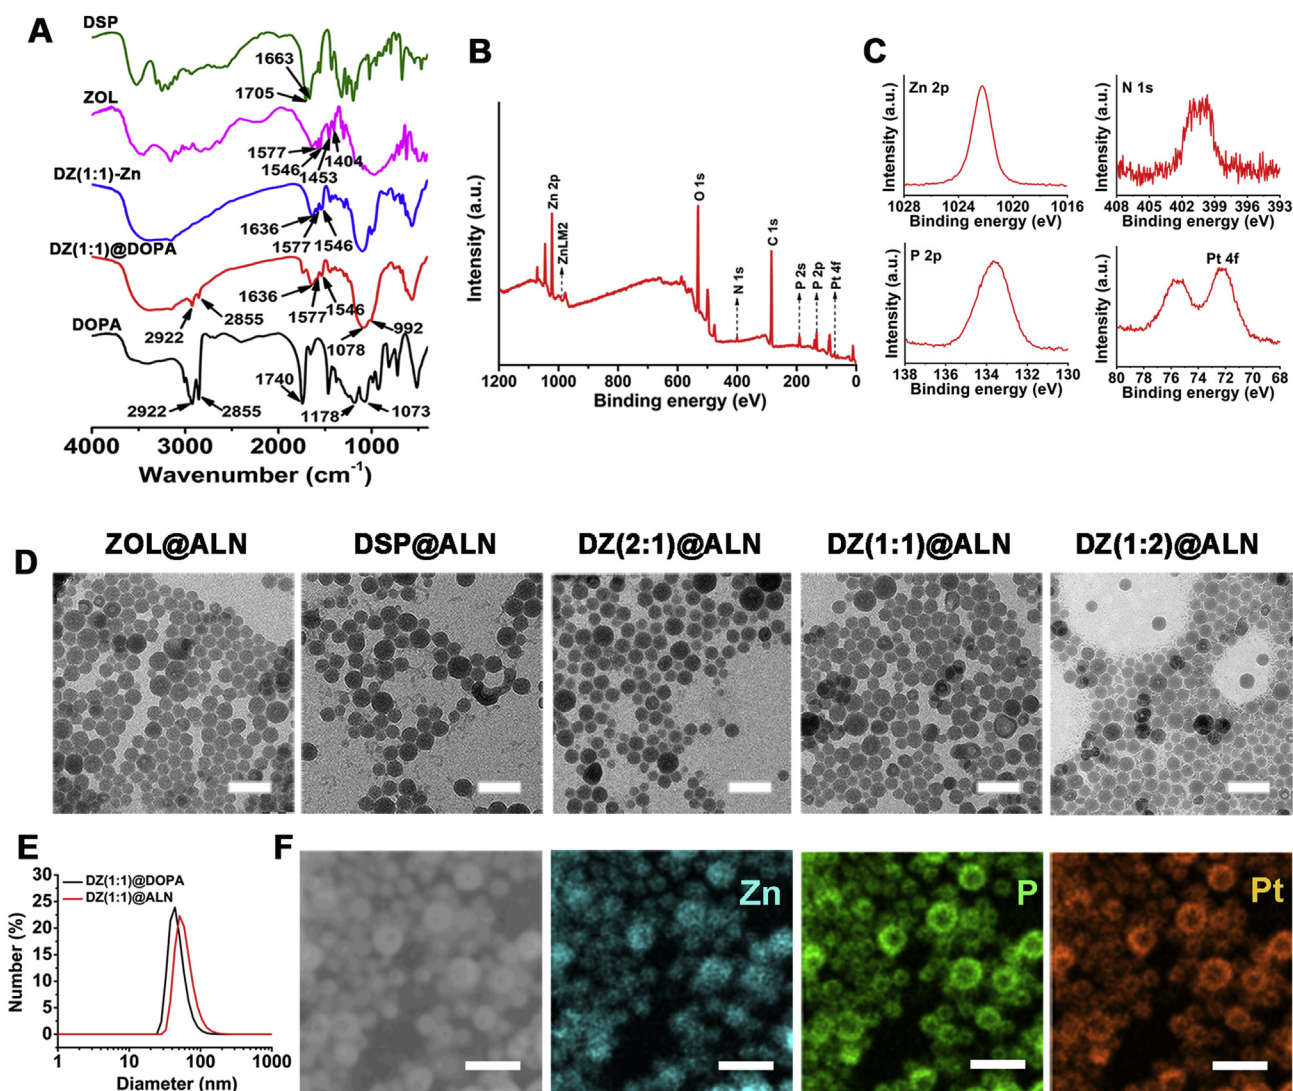 A
DSP
1663
1705
ZOL
1577
1546
1453
1404
DZ(1:1)-Zn
1636
1577
1546
DZ(1:1)@DOPA
1636
1577
1546
2922
2855
1078
992
DOPA
1740
2922
2855
1178
1073
4000 3000 2000 1000
Wavenumber (cm-1)
B
Intensity (a.u.)
Zn 2p
ZnLM2
O 1s
N 1s
C 1s
P 2s
P 2p
Pt 4f
1200 1000 800 600 400 200 0
Binding energy (eV)
C
Intensity (a.u.)
Zn 2p
1028 1024 1020 1016
Binding energy (eV)
Intensity (a.u.)
N 1s
408 405 402 399 396 393
Binding energy (eV)
Intensity (a.u.)
P 2p
138 136 134 132 130
Binding energy (eV)
Intensity (a.u.)
Pt 4f
80 78 76 74 72 70 68
Binding energy (eV)
D
ZOL@ALN DSP@ALN DZ(2:1)@ALN DZ(1:1)@ALN DZ(1:2)@ALN
E
Number (%)
30
25
20
15
10
5
0
DZ(1:1)@DOPA
DZ(1:1)@ALN
1 10 100 1000
Diameter (nm)
F
Zn
P
Pt